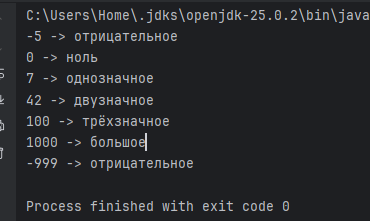 C:\Users\Home\.jdks\openjdk-25.0.2\bin\java
-5 -> отрицательное
0 -> ноль
7 -> однозначное
42 -> двузначное
100 -> трёхзначное
1000 -> большое
-999 -> отрицательное
Process finished with exit code 0